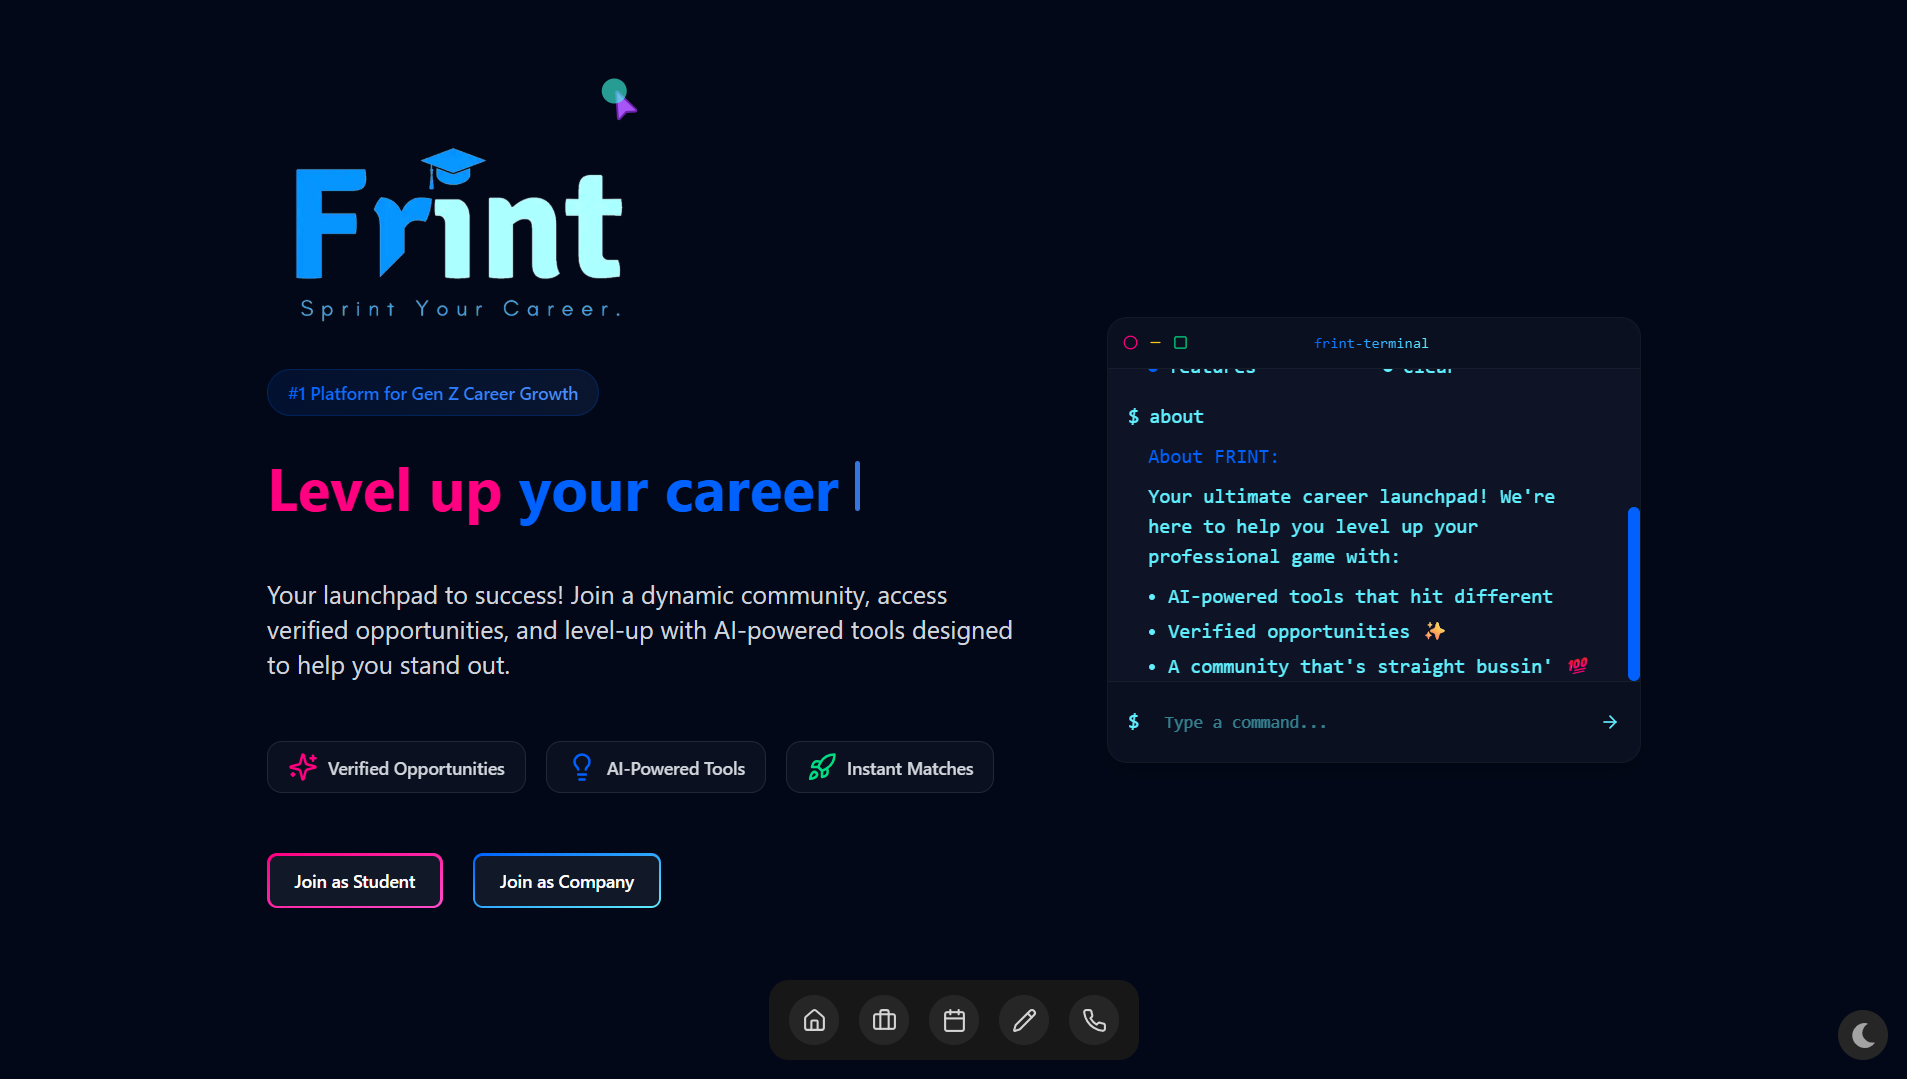 Frint
Sprint Your Career.
#1 Platform for Gen Z Career Growth
Level up your career
Your launchpad to success! Join a dynamic community, access
verified opportunities, and level-up with AI-powered tools designed
to help you stand out.
Verified Opportunities
AI-Powered Tools
Instant Matches
Join as Student
Join as Company
frint-terminal
• features • clear
$ about
About FRINT:
Your ultimate career launchpad! We're
here to help you level up your
professional game with:
• AI-powered tools that hit different
• Verified opportunities ✨
• A community that's straight bussin' 💯
$ Type a command...